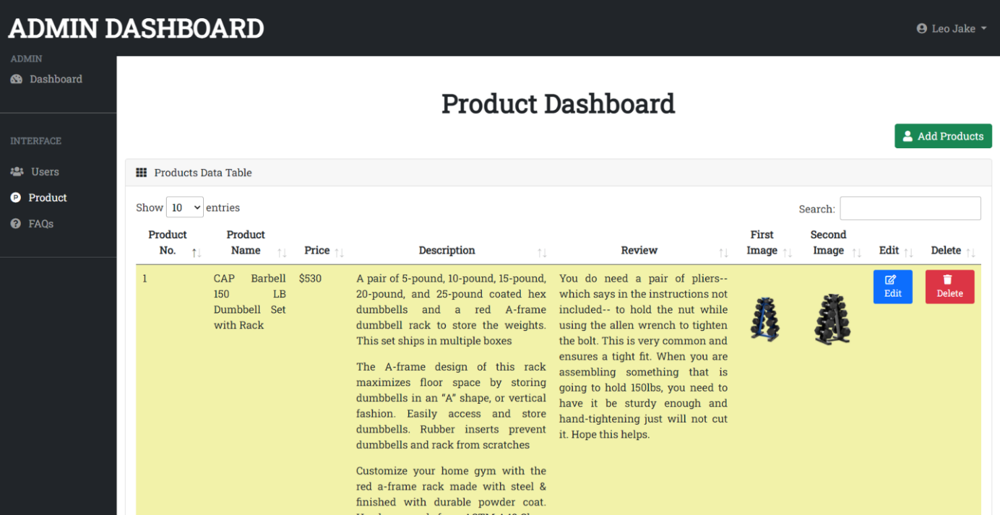 ADMIN DASHBOARD
Leo Jake
ADMIN
Dashboard
INTERFACE
Users
Product
FAQs
Product Dashboard
Add Products
Products Data Table
Show 10 entries
Search:
Product No.
Product Name
Price
Description
Review
First Image
Second Image
Edit
Delete
1
CAP Barbell
150 LB
Dumbbell Set
with Rack
$530
A pair of 5-pound, 10-pound, 15-pound,
20-pound, and 25-pound coated hex
dumbbells and a red A-frame
dumbbell rack to store the weights.
This set ships in multiple boxes
The A-frame design of this rack
maximizes floor space by storing
dumbbells in an “A” shape, or vertical
fashion. Easily access and store
dumbbells. Rubber inserts prevent
dumbbells and rack from scratches
Customize your home gym with the
red a-frame rack made with steel &
finished with durable powder coat.
You do need a pair of pliers--
which says in the instructions not
included-- to hold the nut while
using the allen wrench to tighten
the bolt. This is very common and
ensures a tight fit. When you are
assembling something that is
going to hold 150lbs, you need to
have it be sturdy enough and
hand-tightening just will not cut
it. Hope this helps.
Edit
Delete